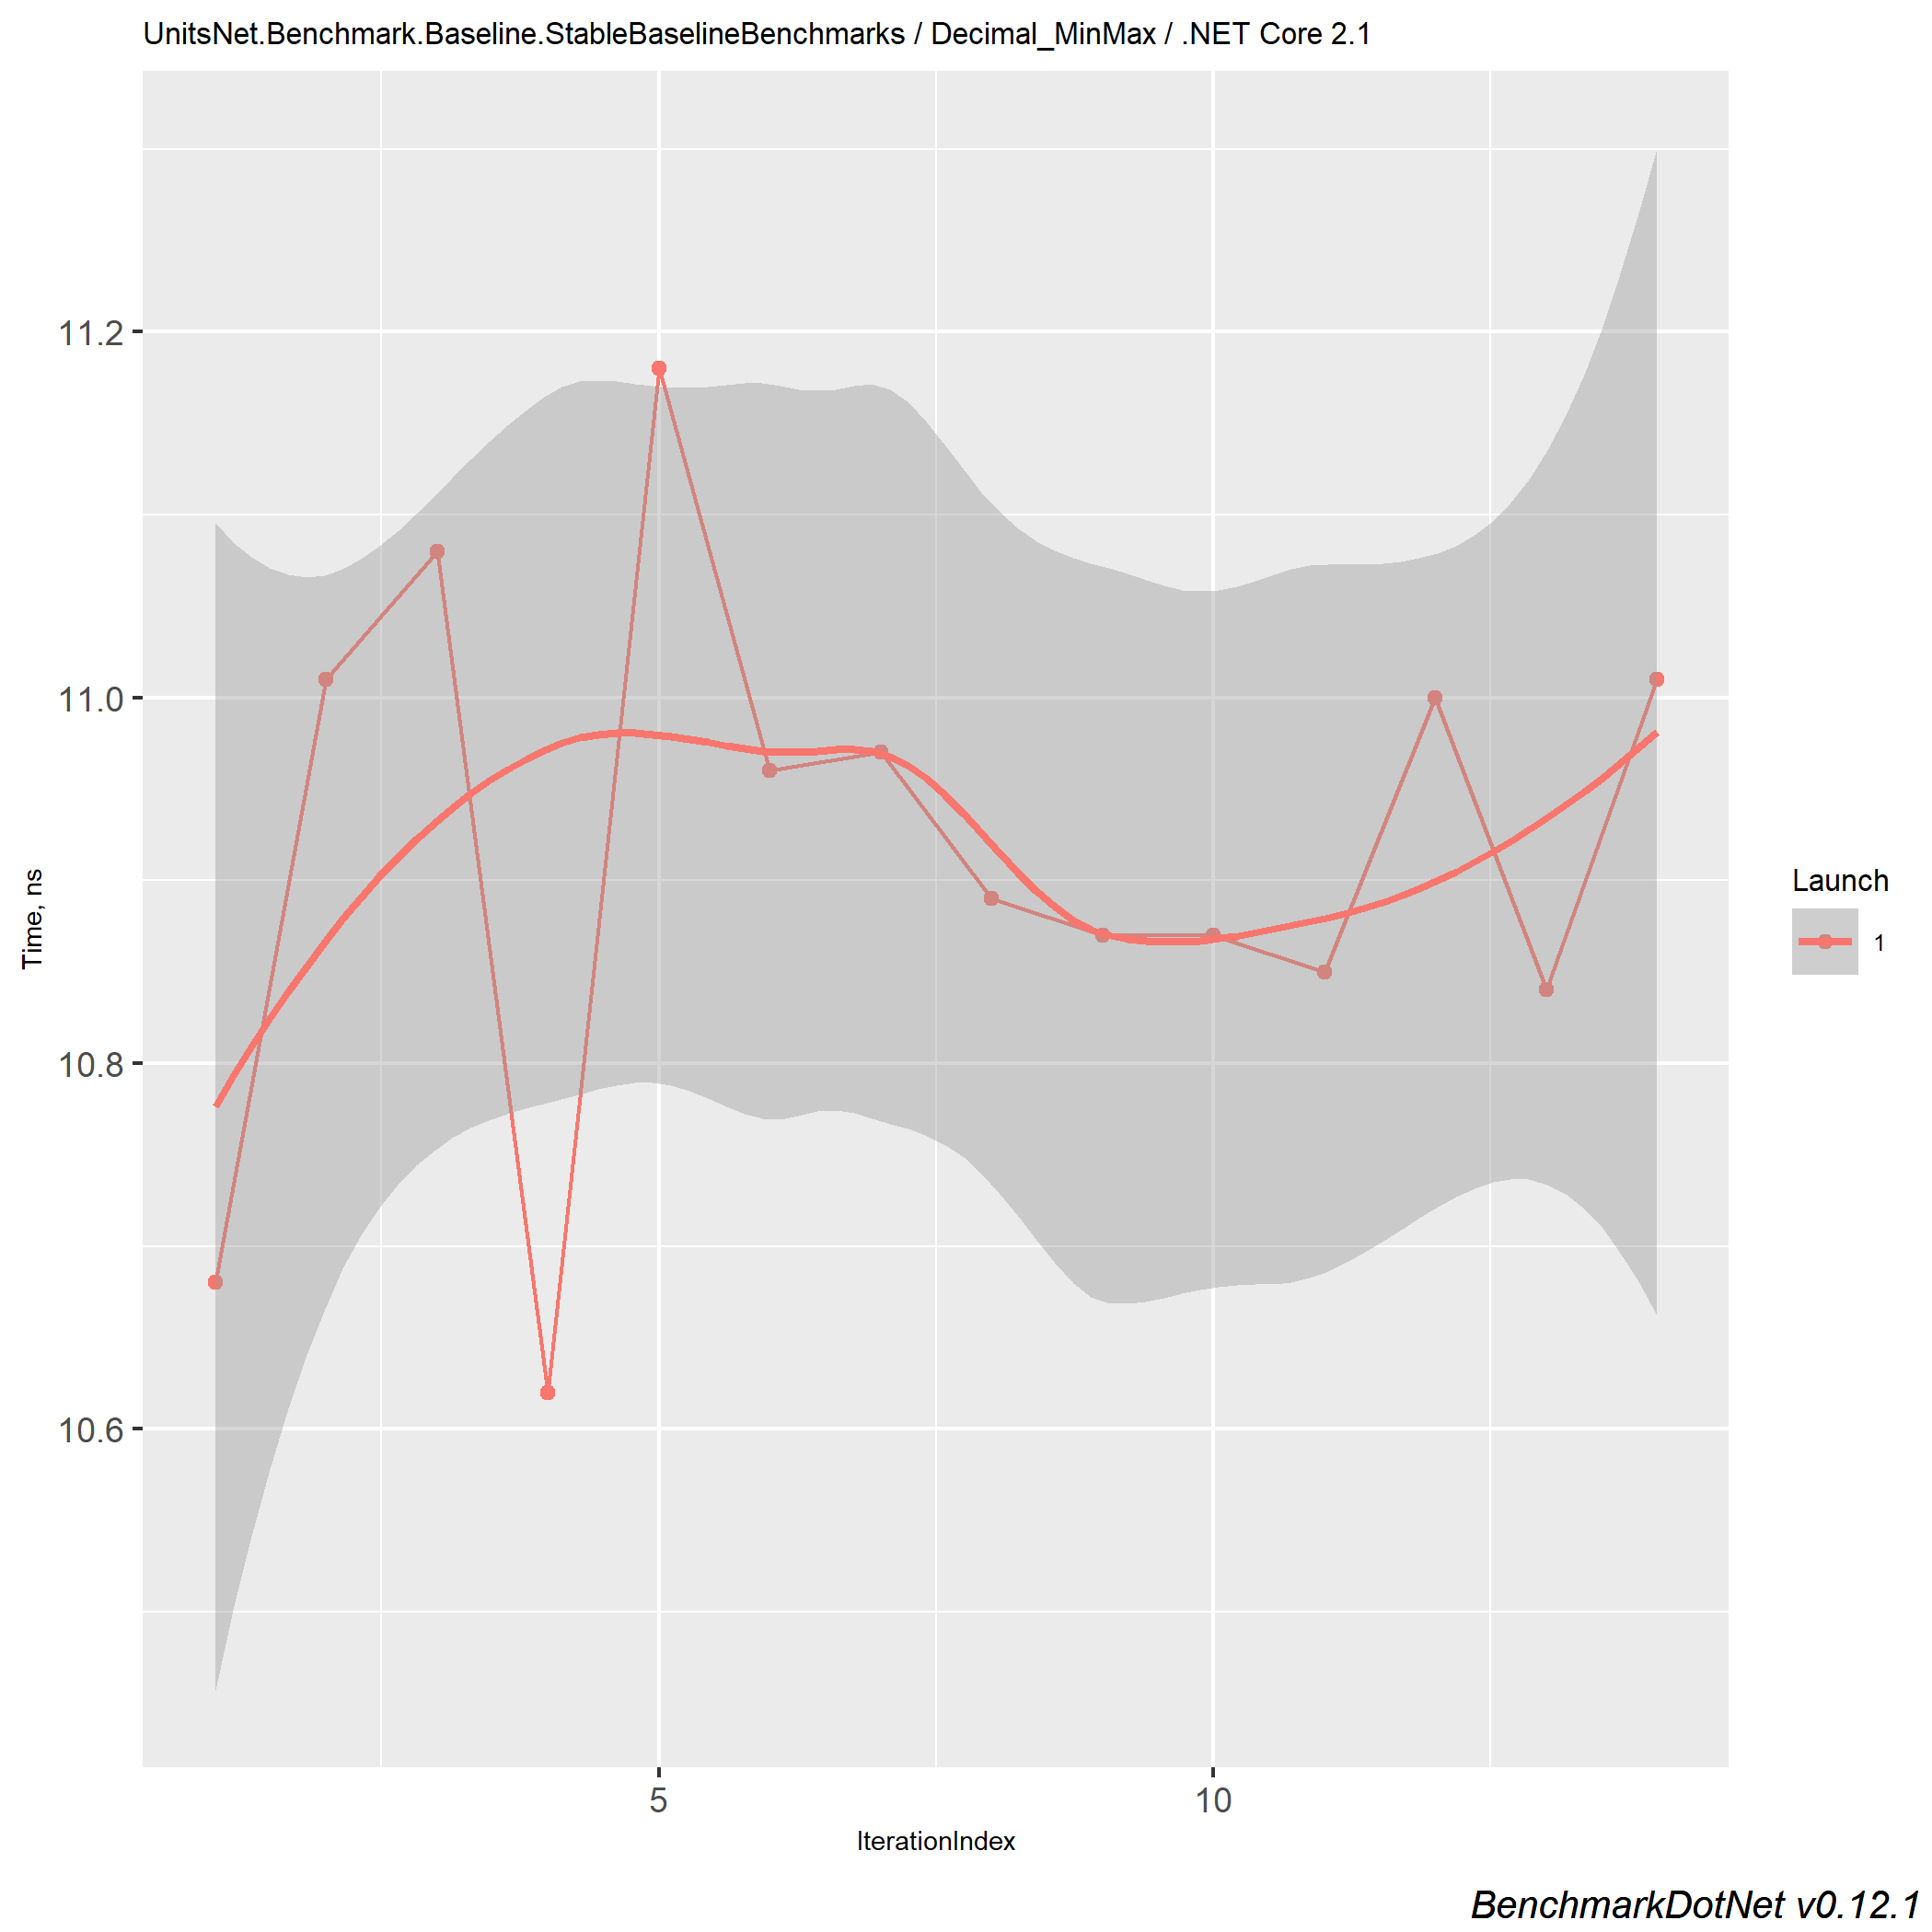 UnitsNet.Benchmark.Baseline.StableBaselineBenchmarks / Decimal_MinMax / .NET Core 2.1
11.2
11.0
10.8
10.6
Time, ns
5
10
IterationIndex
Launch
1
BenchmarkDotNet v0.12.1